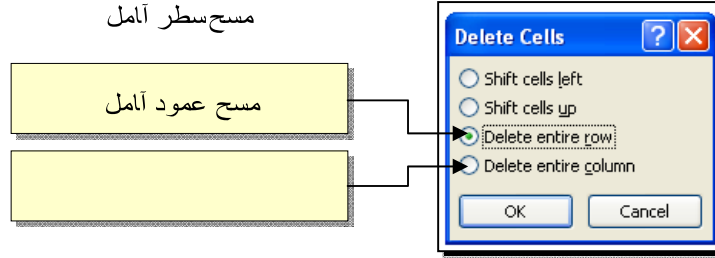 مسح سطر آامل
مسح عمود آامل
Delete Cells
Shift cells left
Shift cells up
Delete entire row
Delete entire column
OK
Cancel